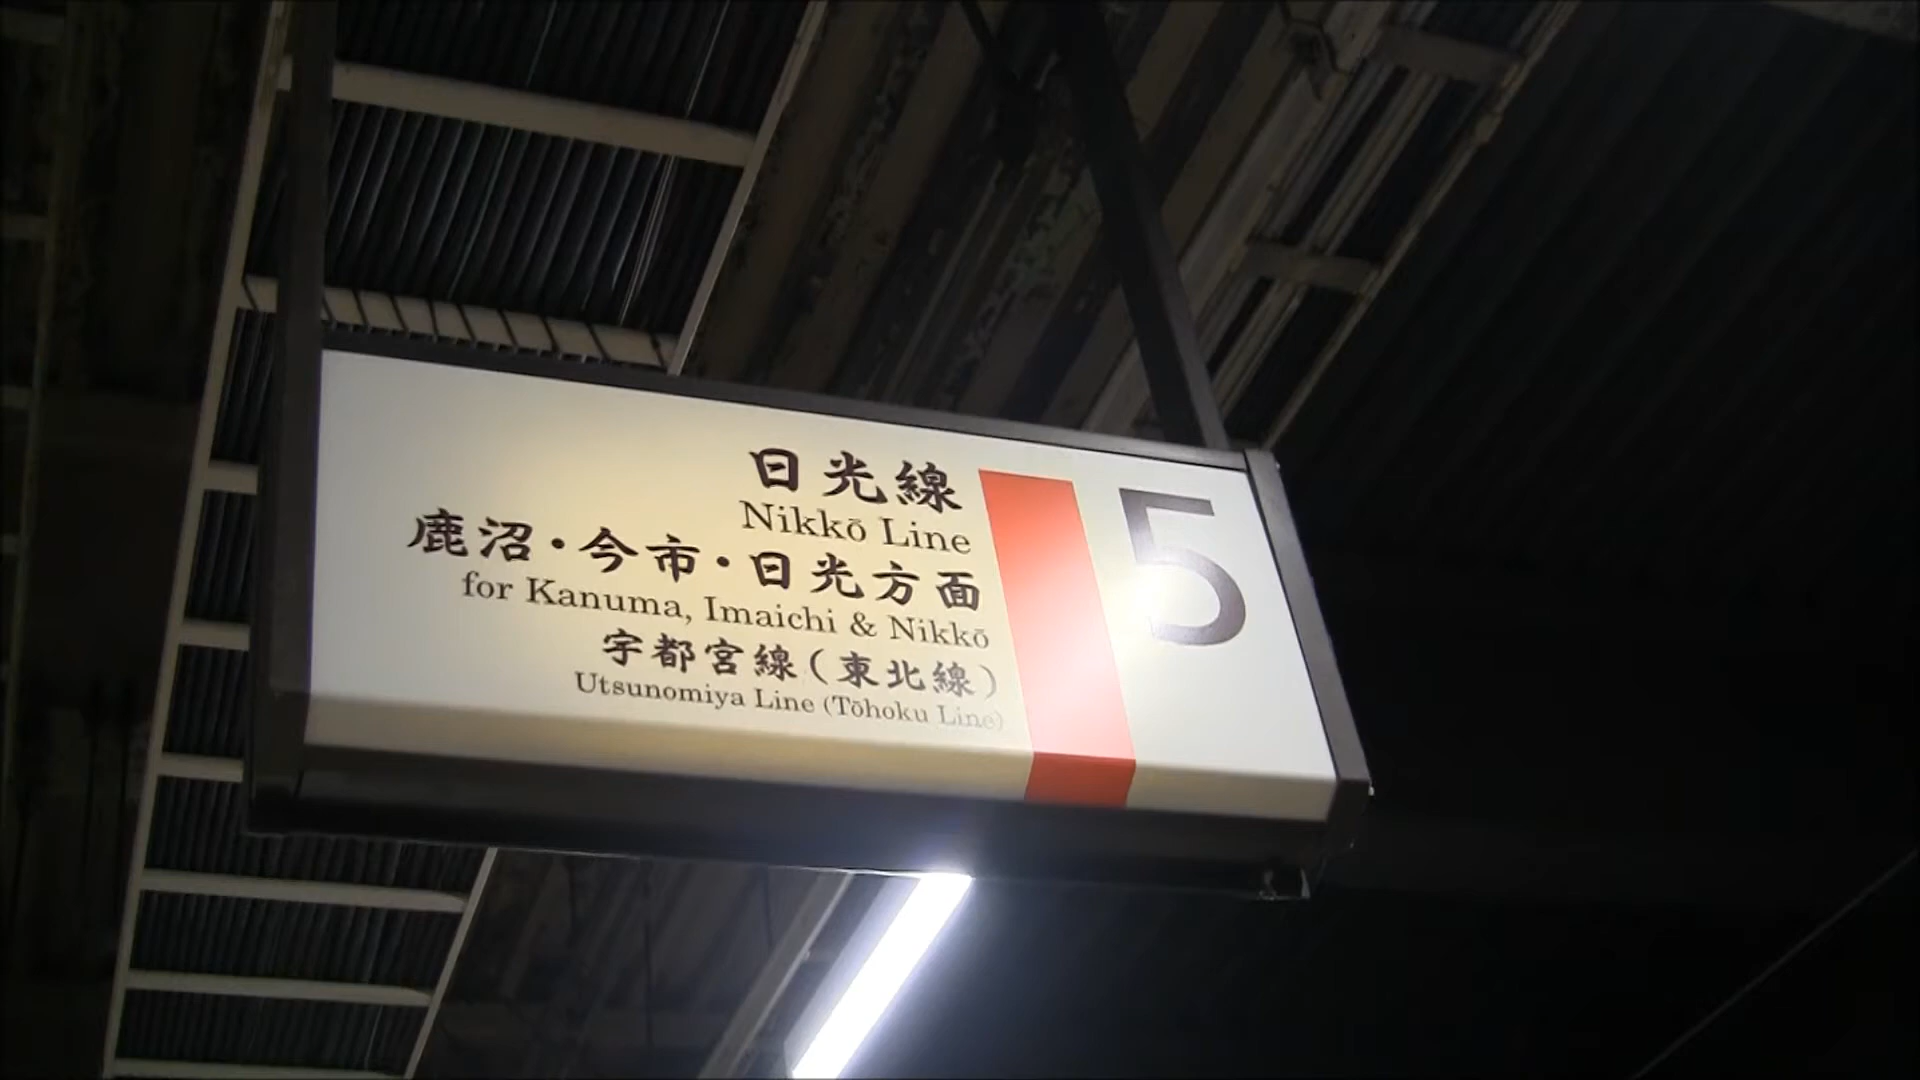 日光線
Nikkō Line
鹿沼・今市・日光方面
for Kanuma, Imaichi & Nikkō
宇都宮線(東北線)
Utsunomiya Line (Tōhoku Line)
5